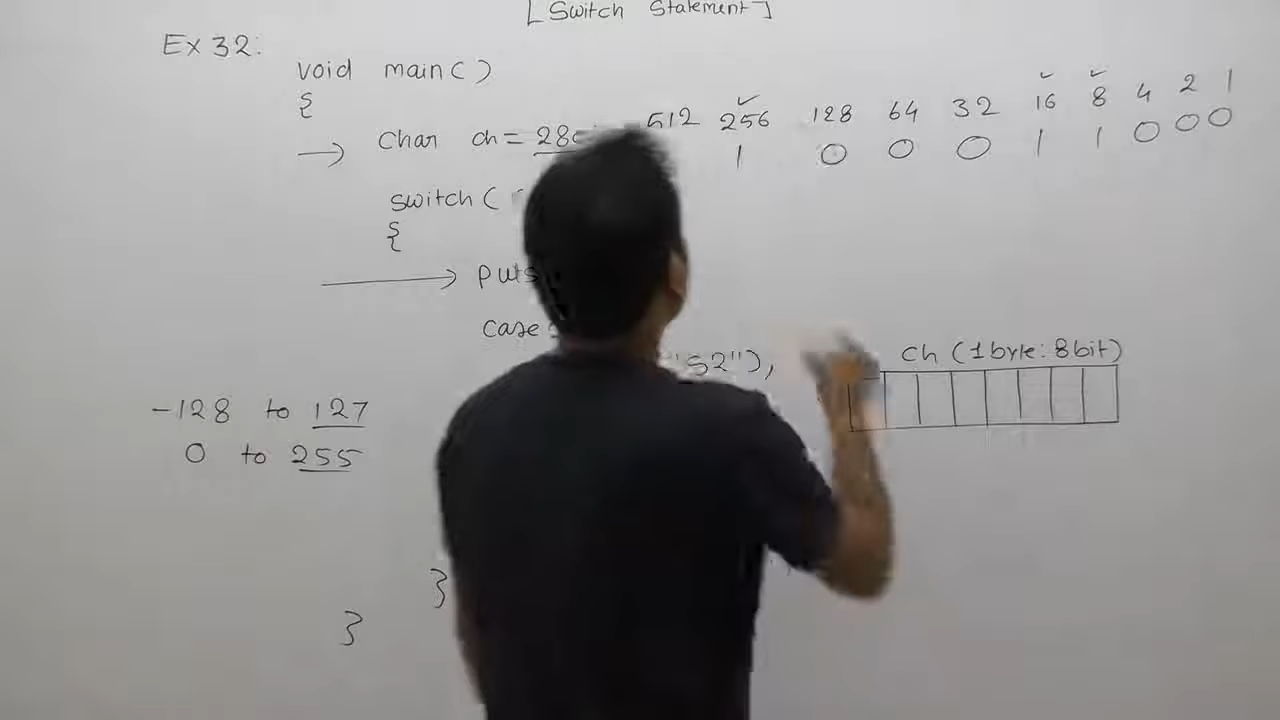 [Switch Statement]
Ex 32:
void main()
{
→ Char ch = 28
512 256 128 64 32 16 8 4 2 1
1 0 0 0 1 1 0 0 0
switch (
{
→ puts
case
"S2"),
ch (1 byte: 8 bit)
-128 to 127
0 to 255
}
}